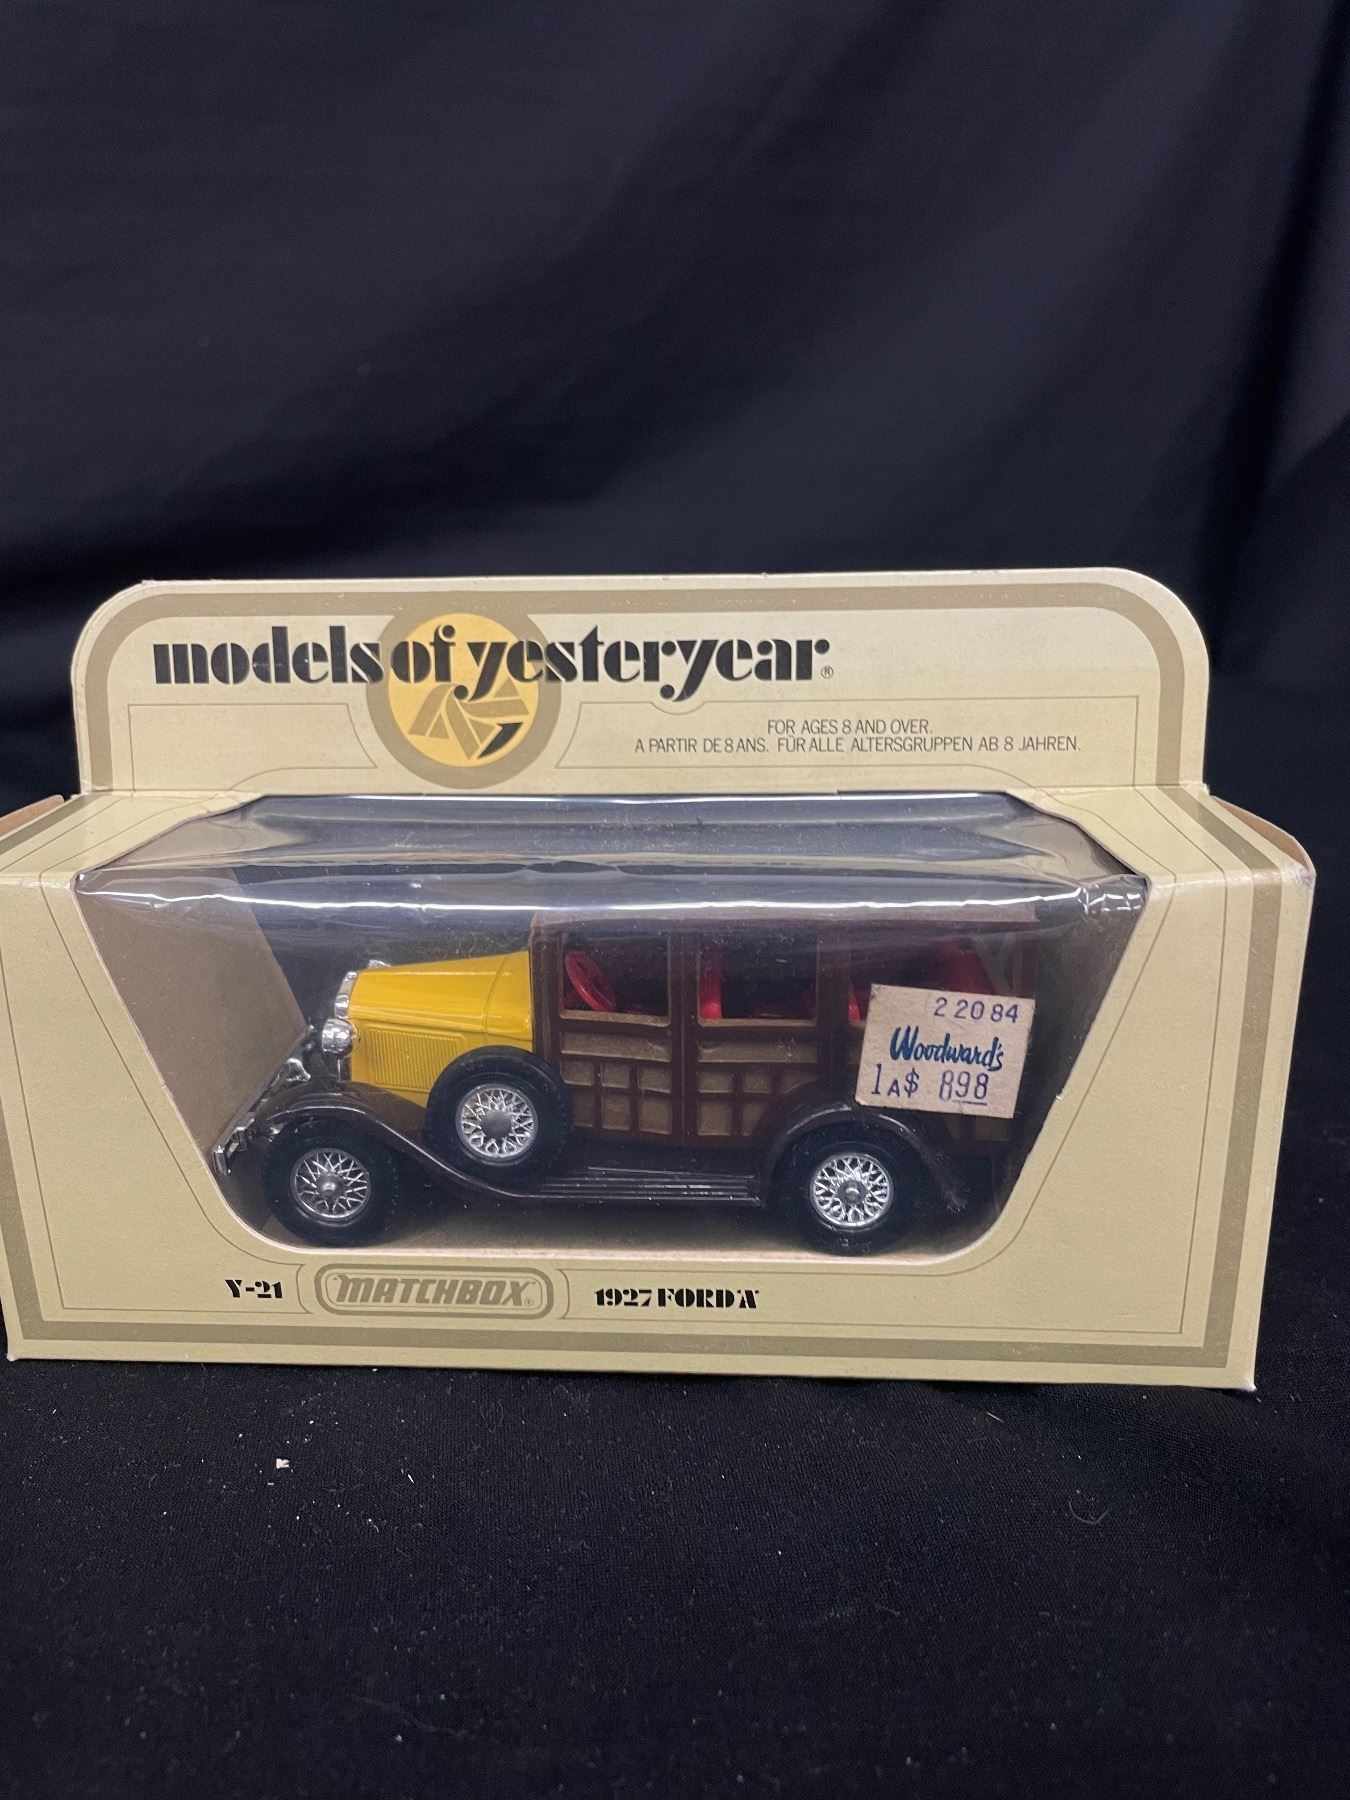 models of yesteryear®
FOR AGES 8 AND OVER.
A PARTIR DE 8 ANS. FÜR ALLE ALTERSGRUPPEN AB 8 JAHREN.
2 20 84
Woodward's
1A$ 898
Y-21 MATCHBOX® 1927 FORD 'A'